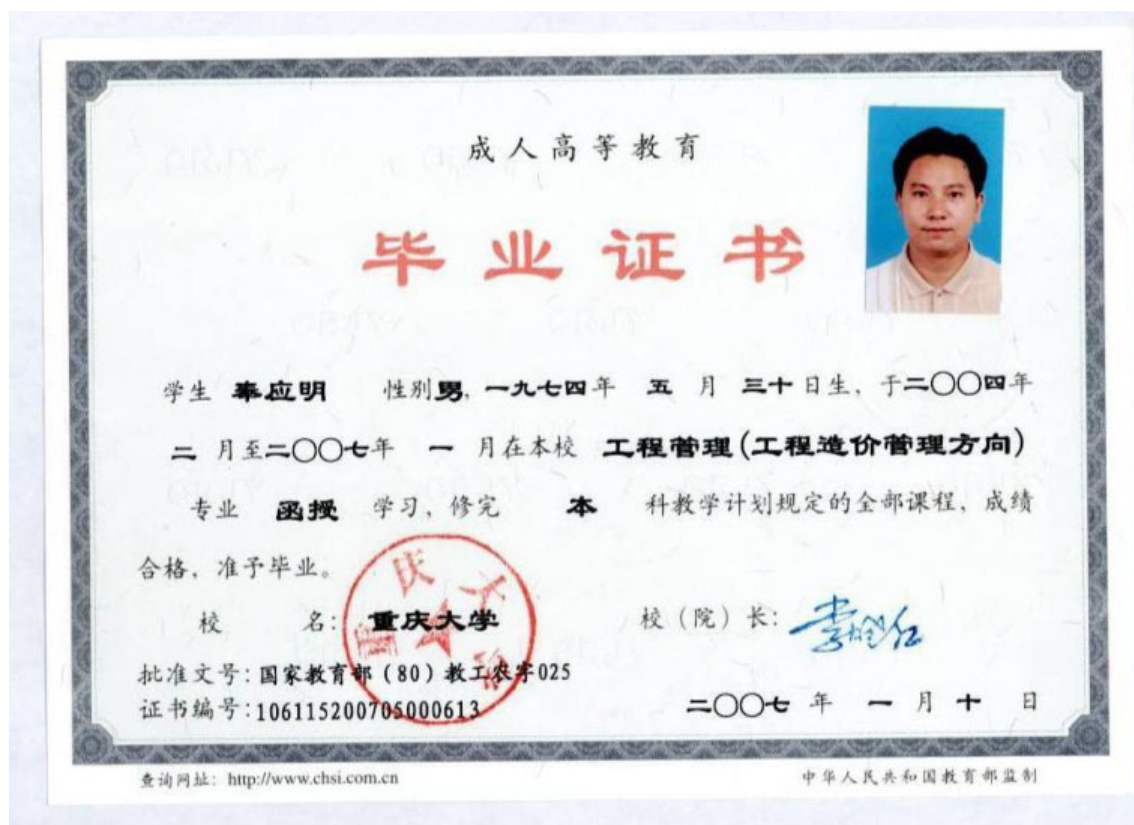 成人高等教育
毕业证书
学生 奉应明 性别男, 一九七四年 五 月 三十日生, 于二〇〇四年
二 月至二〇〇七年 一 月在本校 工程管理(工程造价管理方向)
专业 函授 学习, 修完 本 科教学计划规定的全部课程, 成绩
合格, 准予毕业。
校 名: 重庆大学 校(院)长:
重庆大学
批准文号: 国家教育部(80)教工农字025
证书编号: 106115200705000613 二〇〇七 年 一 月 十 日
查询网址: http://www.chsi.com.cn 中华人民共和国教育部监制